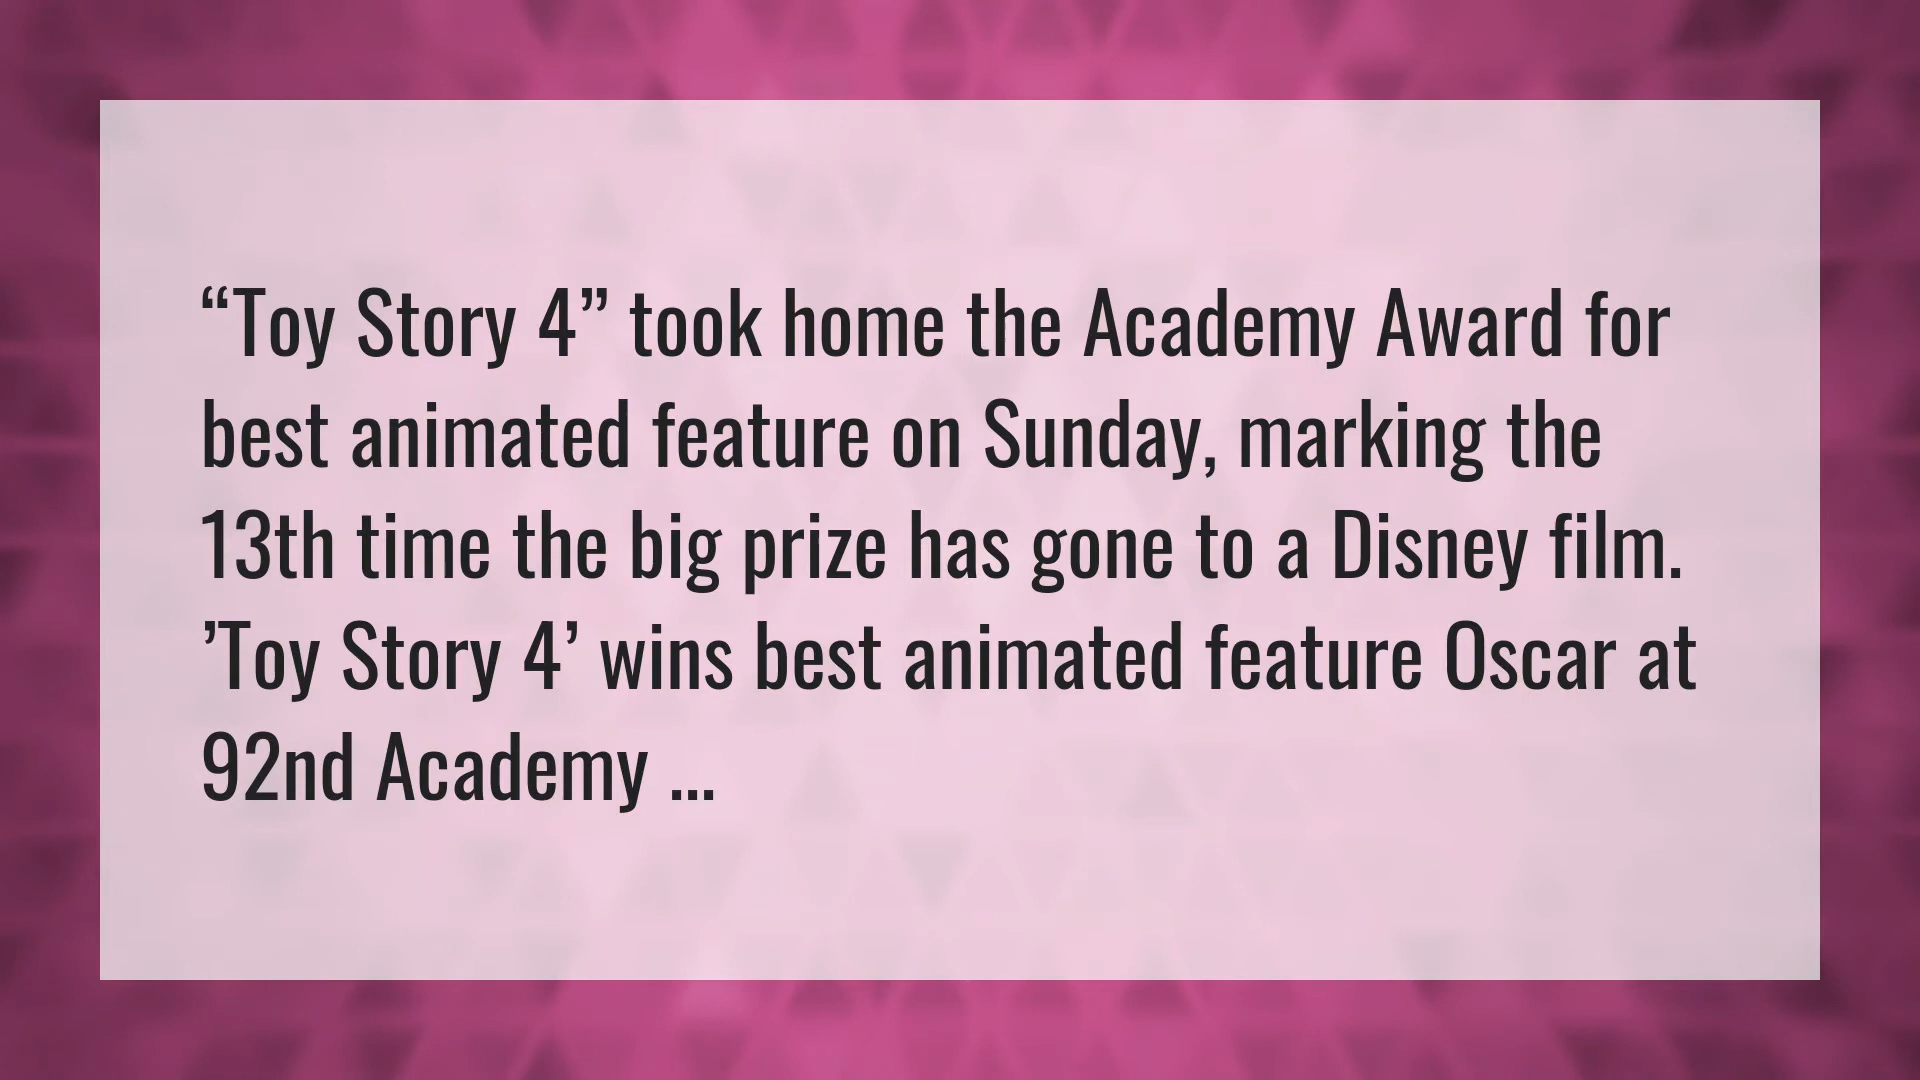 “Toy Story 4” took home the Academy Award for
best animated feature on Sunday, marking the
13th time the big prize has gone to a Disney film.
’Toy Story 4’ wins best animated feature Oscar at
92nd Academy ...